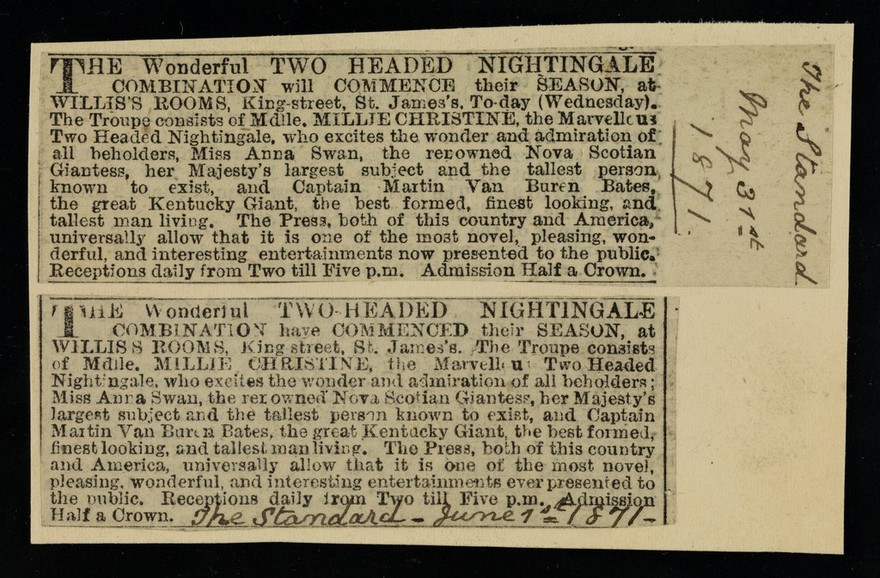 THE Wonderful TWO HEADED NIGHTINGALE
COMBINATION will COMMENCE their SEASON, at
WILLIS'S ROOMS, King-street, St. James's, To-day (Wednesday).
The Troupe consists of Mdlle. MILLIE CHRISTINE, the Marvellous
Two Headed Nightingale, who excites the wonder and admiration of
all beholders, Miss Anna Swan, the renowned Nova Scotian
Giantess, her Majesty's largest subject and the tallest person
known to exist, and Captain Martin Van Buren Bates,
the great Kentucky Giant, the best formed, finest looking, and
tallest man living. The Press, both of this country and America,
universally allow that it is one of the most novel, pleasing, won-
derful, and interesting entertainments now presented to the public.
Receptions daily from Two till Five p.m. Admission Half a Crown.
The Standard
May 31st
1871.
THE Wonderful TWO-HEADED NIGHTINGALE
COMBINATION have COMMENCED their SEASON, at
WILLIS S ROOMS, King street, St. James's. The Troupe consists
of Mdlle. MILLIE CHRISTINE, the Marvellous Two Headed
Nightingale, who excites the wonder and admiration of all beholders;
Miss Anna Swan, the renowned Nova Scotian Giantess, her Majesty's
largest subject and the tallest person known to exist, and Captain
Martin Van Buren Bates, the great Kentucky Giant, the best formed,
finest looking, and tallest man living. The Press, both of this country
and America, universally allow that it is one of the most novel,
pleasing, wonderful, and interesting entertainments ever presented to
the public. Receptions daily from Two till Five p.m. Admission
Half a Crown. The Standard - June 1st 1871-